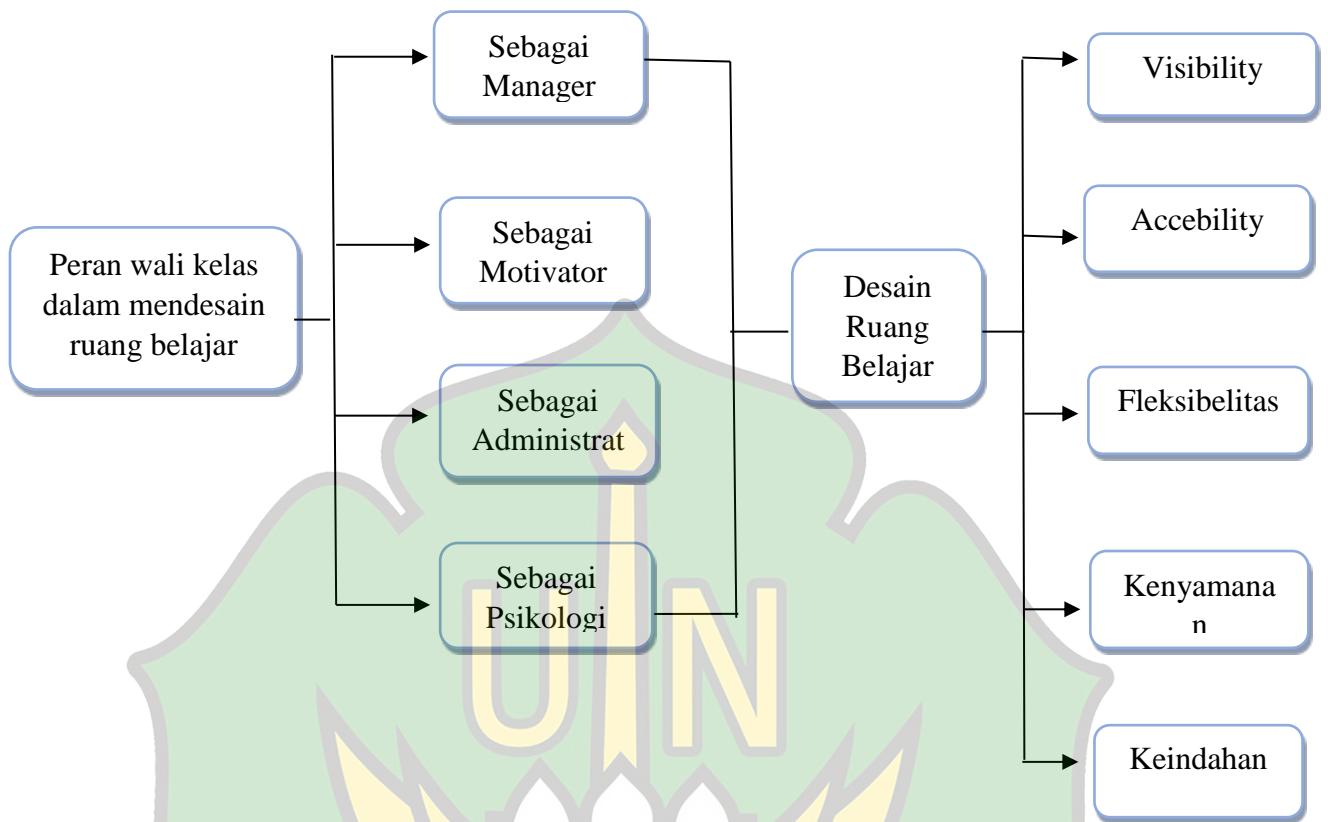 Peran wali kelas
dalam mendesain
ruang belajar
Sebagai
Manager
Sebagai
Motivator
Sebagai
Administrat
Sebagai
Psikologi
Desain
Ruang
Belajar
Visibility
Accebility
Fleksibelitas
Kenyamana
n
Keindahan
UIN